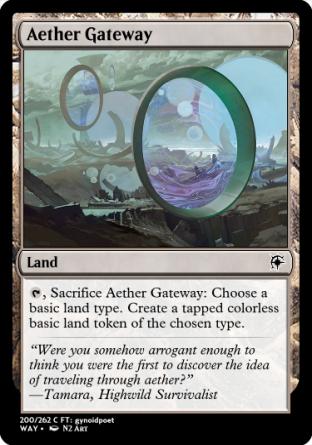 Aether Gateway
Land
, Sacrifice Aether Gateway: Choose a
basic land type. Create a tapped colorless
basic land token of the chosen type.
“Were you somehow arrogant enough to
think you were the first to discover the idea
of traveling through aether?”
—Tamara, Highwild Survivalist
200/262 C FT: gynoidpoet
WAY • N2 ART